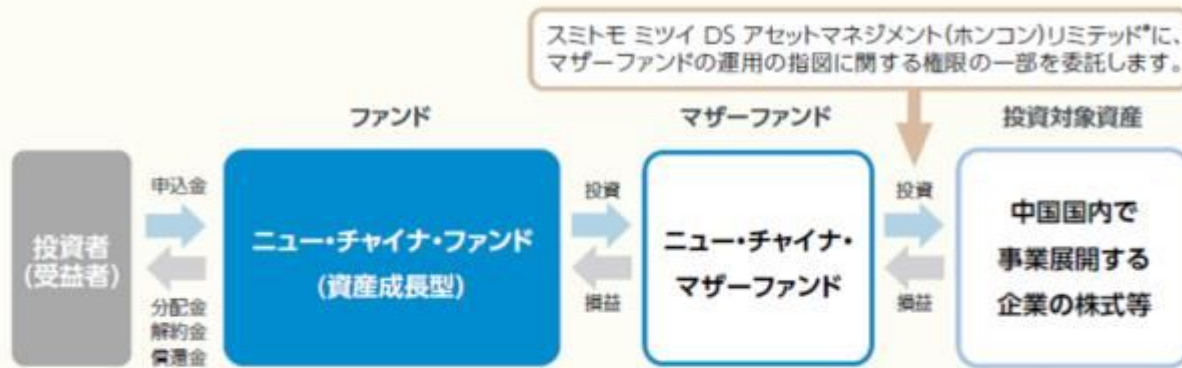 スミトモ ミツイ DS アセットマネジメント(ホンコン)リミテッド*に、
マザーファンドの運用の指図に関する権限の一部を委託します。
ファンド
マザーファンド
投資対象資産
投資者
(受益者)
申込金
分配金
解約金
償還金
ニュー・チャイナ・ファンド
(資産成長型)
投資
損益
ニュー・チャイナ・
マザーファンド
投資
損益
中国国内で
事業展開する
企業の株式等